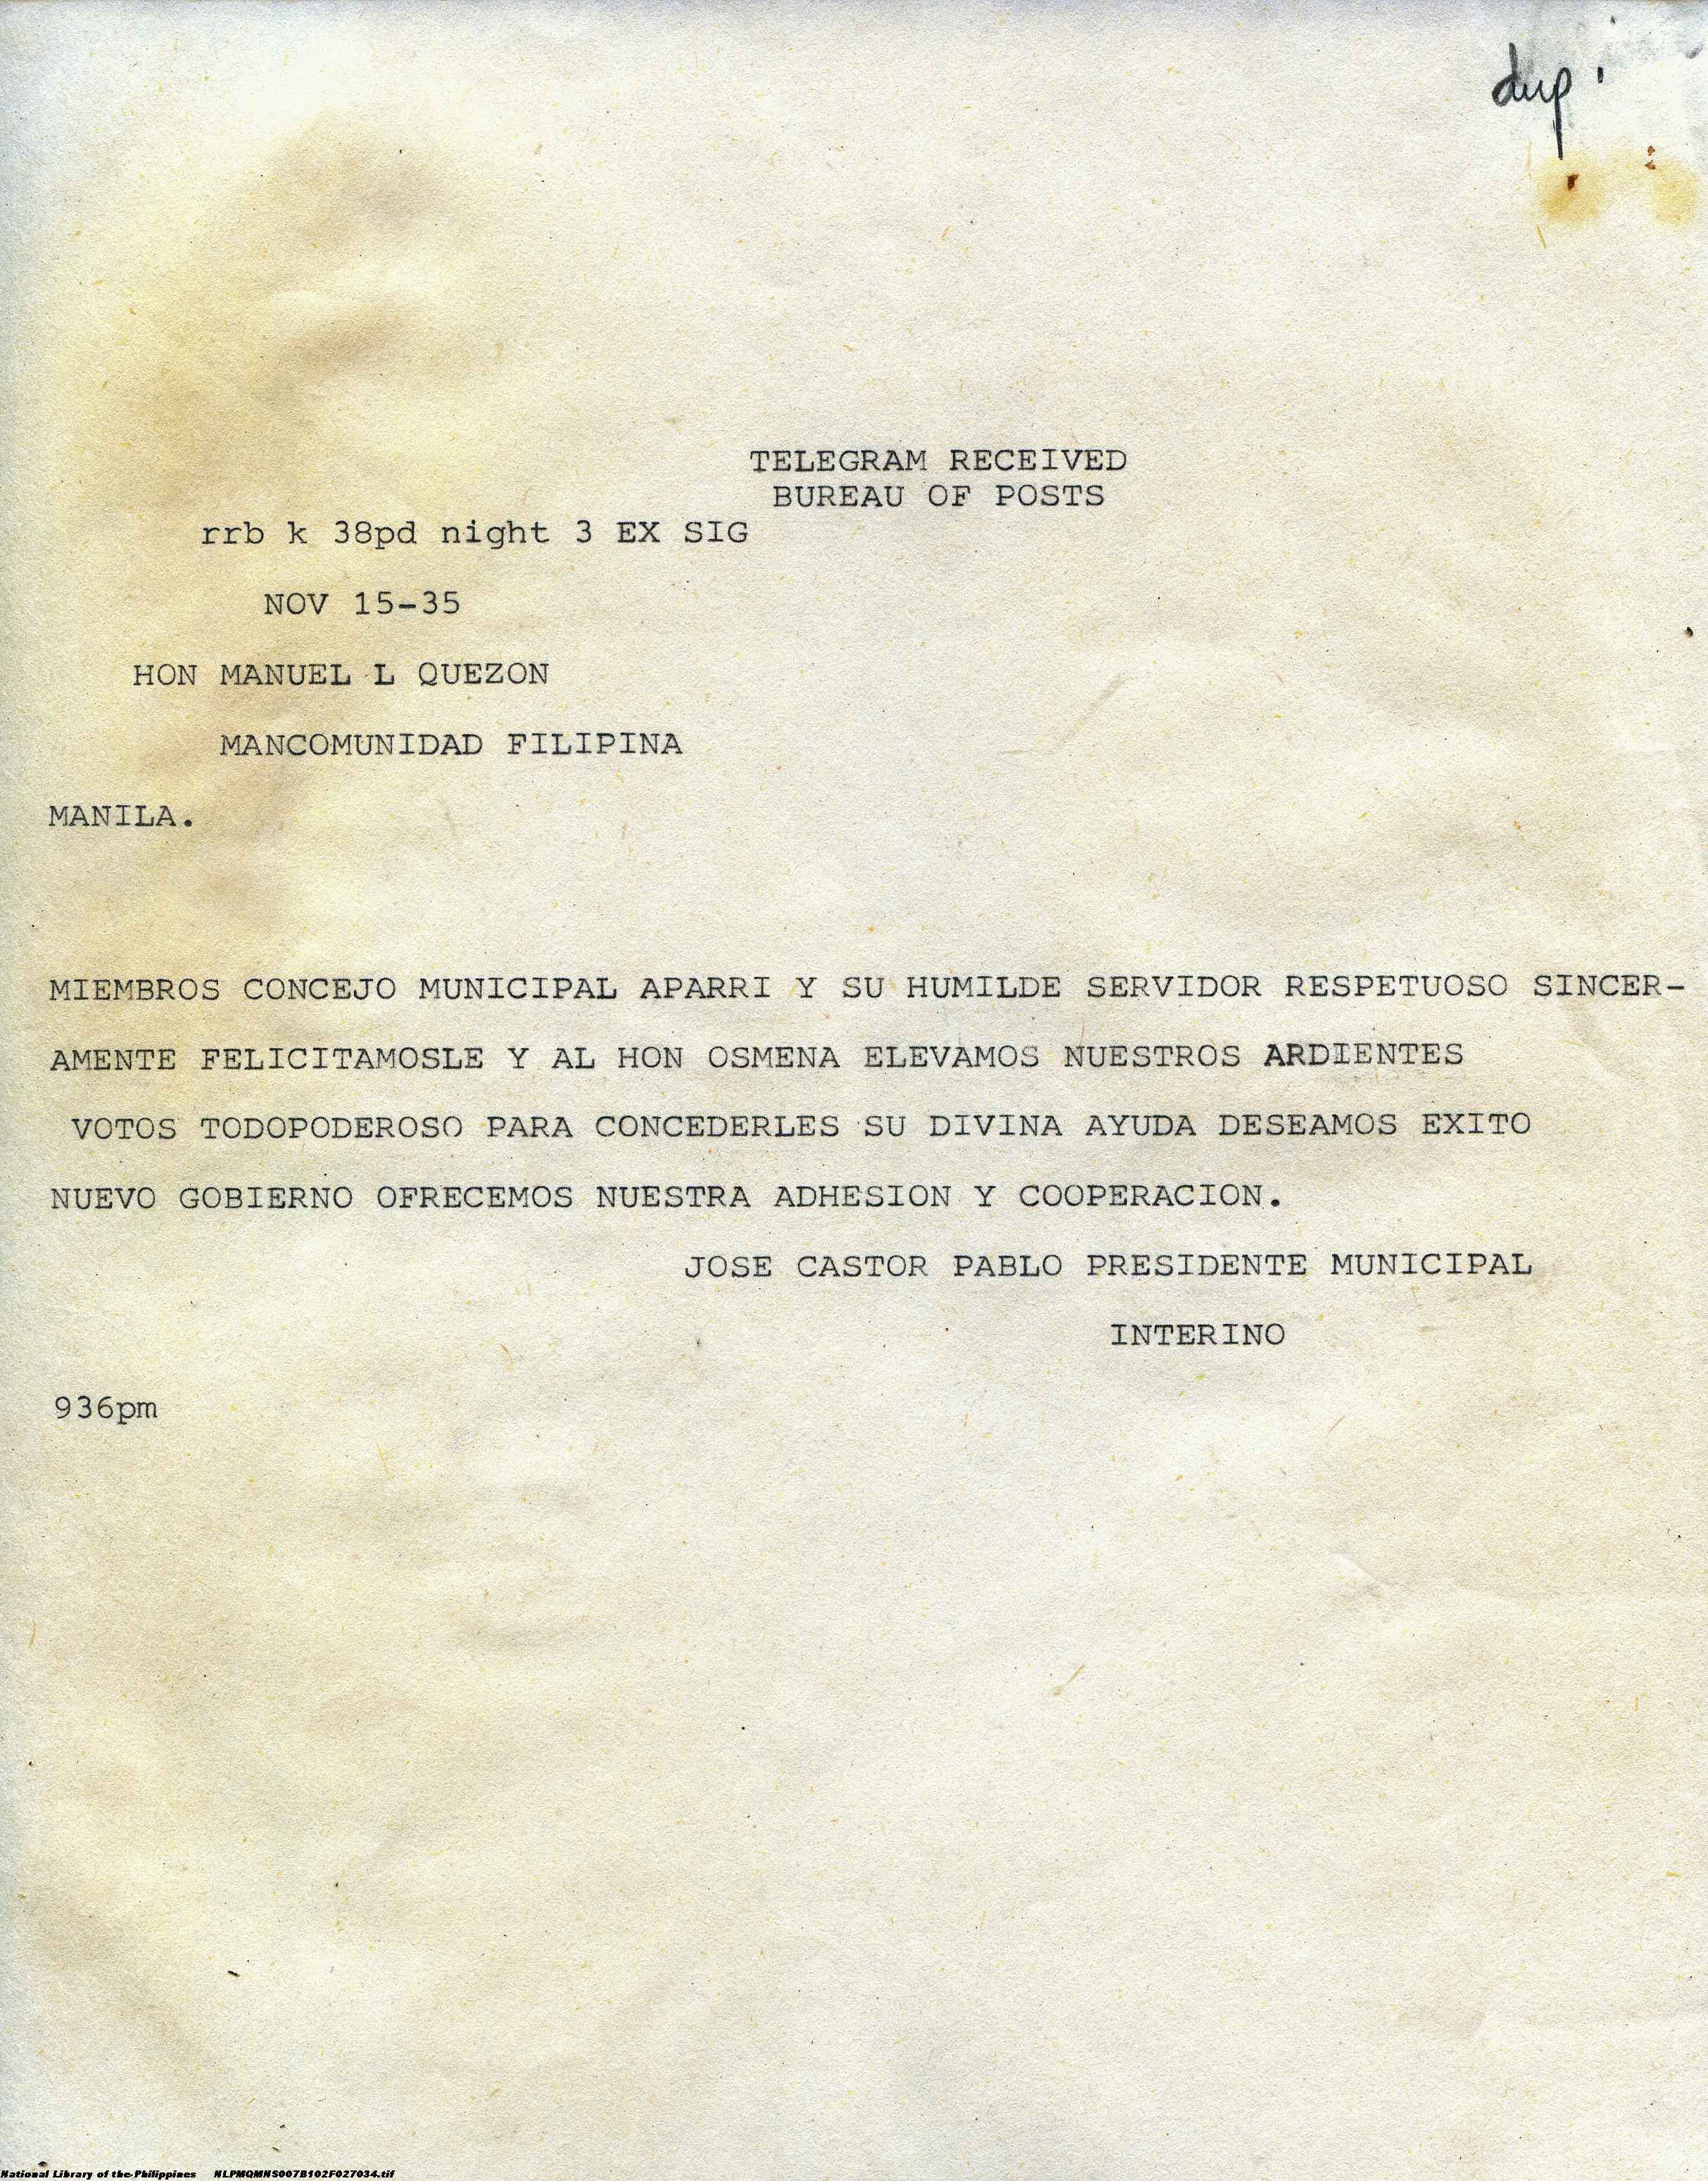 dup.
TELEGRAM RECEIVED
BUREAU OF POSTS
rrb k 38pd night 3 EX SIG
NOV 15-35
HON MANUEL L QUEZON
MANCOMUNIDAD FILIPINA
MANILA.
MIEMBROS CONCEJO MUNICIPAL APARRI Y SU HUMILDE SERVIDOR RESPETUOSO SINCER-
AMENTE FELICITAMOSLE Y AL HON OSMENA ELEVAMOS NUESTROS ARDIENTES
VOTOS TODOPODEROSO PARA CONCEDERLES SU DIVINA AYUDA DESEAMOS EXITO
NUEVO GOBIERNO OFRECEMOS NUESTRA ADHESION Y COOPERACION.
JOSE CASTOR PABLO PRESIDENTE MUNICIPAL
INTERINO
936pm
National Library of the Philippines NLPMQMNS007B102F027034.tif